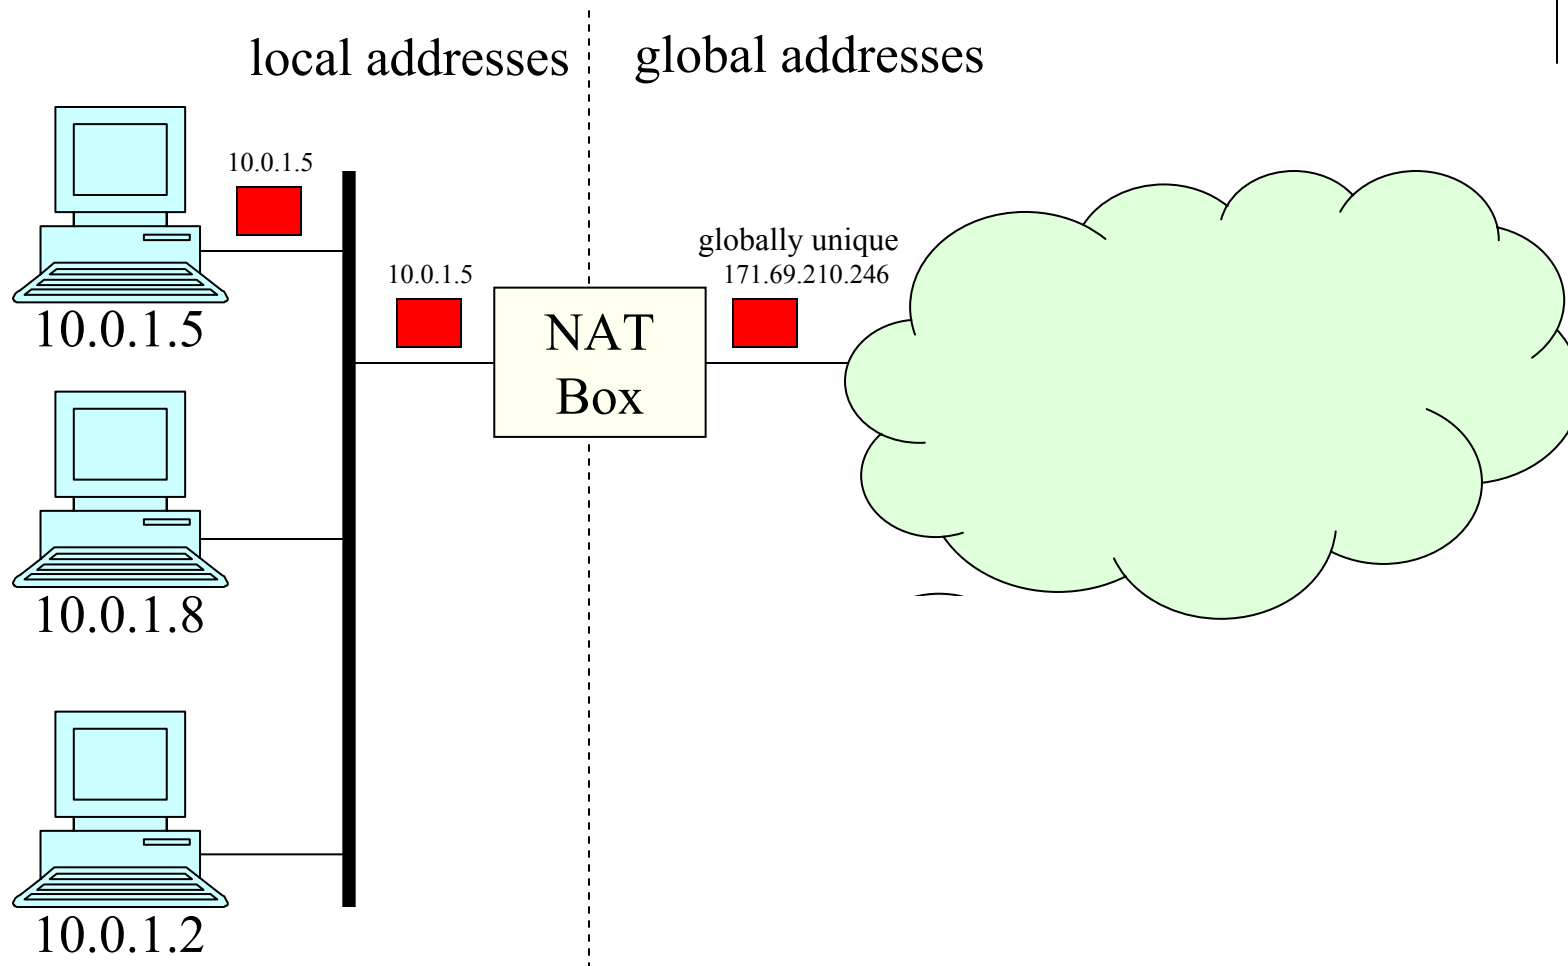 local addresses
global addresses
10.0.1.5
10.0.1.5
globally unique
171.69.210.246
10.0.1.5
NAT
Box
10.0.1.8
10.0.1.2